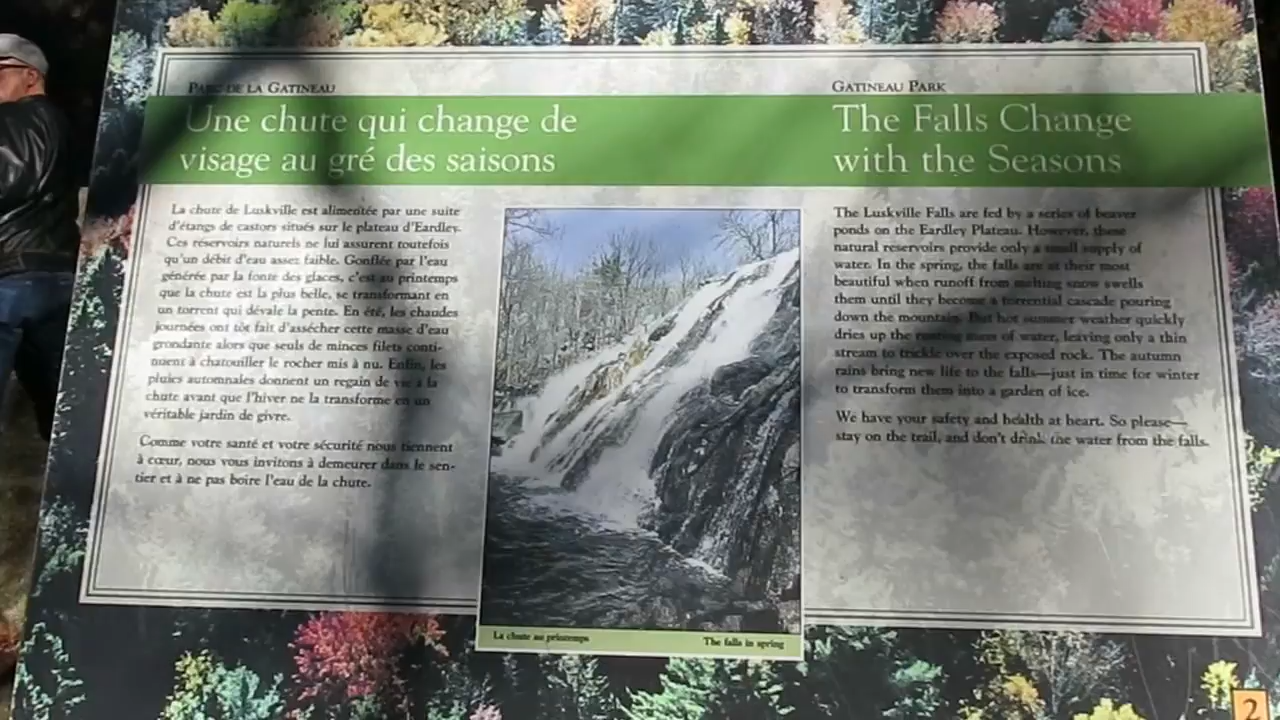 PARC DE LA GATINEAU
Une chute qui change de
visage au gré des saisons
La chute de Luskville est alimentée par une suite
d'étangs de castors situés sur le plateau d'Eardley.
Ces réservoirs naturels ne lui assurent toutefois
qu'un débit d'eau assez faible. Gonflée par l'eau
générée par la fonte des glaces, c'est au printemps
que la chute est la plus belle, se transformant en
un torrent qui dévale la pente. En été, les chaudes
journées ont tôt fait d'assécher cette masse d'eau
grondante alors que seuls de minces filets conti-
nuent à chatouiller le rocher mis à nu. Enfin, les
pluies automnales donnent un regain de vie à la
chute avant que l'hiver ne la transforme en un
véritable jardin de givre.
Comme votre santé et votre sécurité nous tiennent
à cœur, nous vous invitons à demeurer dans le sen-
tier et à ne pas boire l'eau de la chute.
La chute au printemps
The falls in spring
GATINEAU PARK
The Falls Change
with the Seasons
The Luskville Falls are fed by a series of beaver
ponds on the Eardley Plateau. However, these
natural reservoirs provide only a small supply of
water. In the spring, the falls are at their most
beautiful when runoff from melting snow swells
them until they become a torrential cascade pouring
down the mountain. But hot summer weather quickly
dries up the roaring mass of water, leaving only a thin
stream to trickle over the exposed rock. The autumn
rains bring new life to the falls—just in time for winter
to transform them into a garden of ice.
We have your safety and health at heart. So please—
stay on the trail, and don't drink the water from the falls.
2